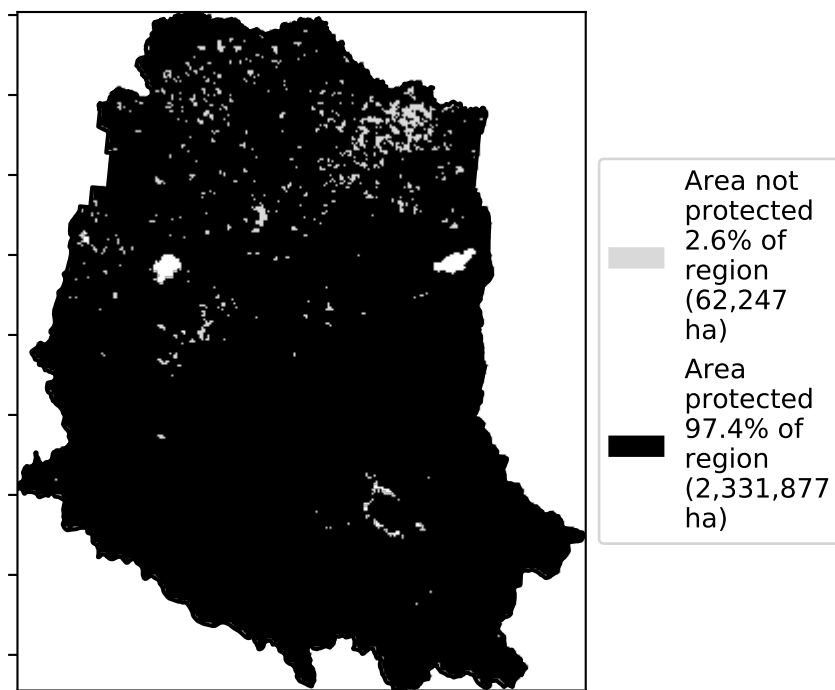 Area not
protected
2.6% of
region
(62,247
ha)
Area
protected
97.4% of
region
(2,331,877
ha)